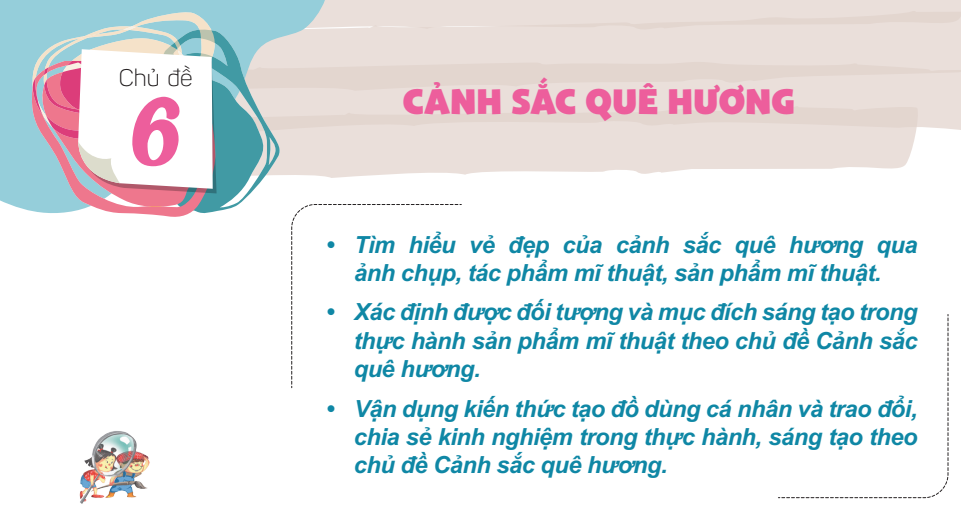 Chủ đề
6
CẢNH SẮC QUÊ HƯƠNG
• Tìm hiểu vẻ đẹp của cảnh sắc quê hương qua
ảnh chụp, tác phẩm mĩ thuật, sản phẩm mĩ thuật.
• Xác định được đối tượng và mục đích sáng tạo trong
thực hành sản phẩm mĩ thuật theo chủ đề Cảnh sắc
quê hương.
• Vận dụng kiến thức tạo đồ dùng cá nhân và trao đổi,
chia sẻ kinh nghiệm trong thực hành, sáng tạo theo
chủ đề Cảnh sắc quê hương.